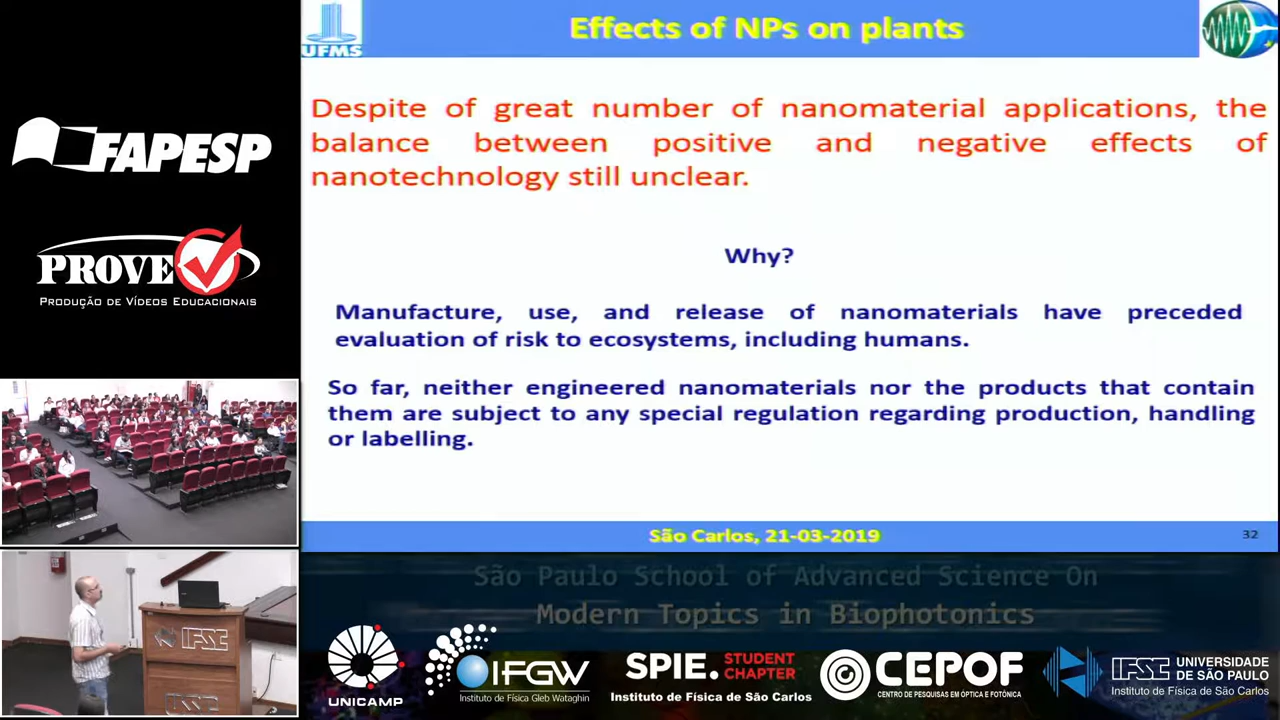 UFMS
Effects of NPs on plants
Despite of great number of nanomaterial applications, the
balance between positive and negative effects of
nanotechnology still unclear.
Why?
Manufacture, use, and release of nanomaterials have preceded
evaluation of risk to ecosystems, including humans.
So far, neither engineered nanomaterials nor the products that contain
them are subject to any special regulation regarding production, handling
or labelling.
São Carlos, 21-03-2019
32
FAPESP
PROVE
PRODUÇÃO DE VÍDEOS EDUCACIONAIS
IFSC
São Paulo School of Advanced Science On
Modern Topics in Biophotonics
UNICAMP
IFGW
Instituto de Física Gleb Wataghin
SPIE. STUDENT
CHAPTER
Instituto de Física de São Carlos
CEPOF
CENTRO DE PESQUISAS EM ÓPTICA E FOTÔNICA
IFSC UNIVERSIDADE
DE SÃO PAULO
Instituto de Física de São Carlos